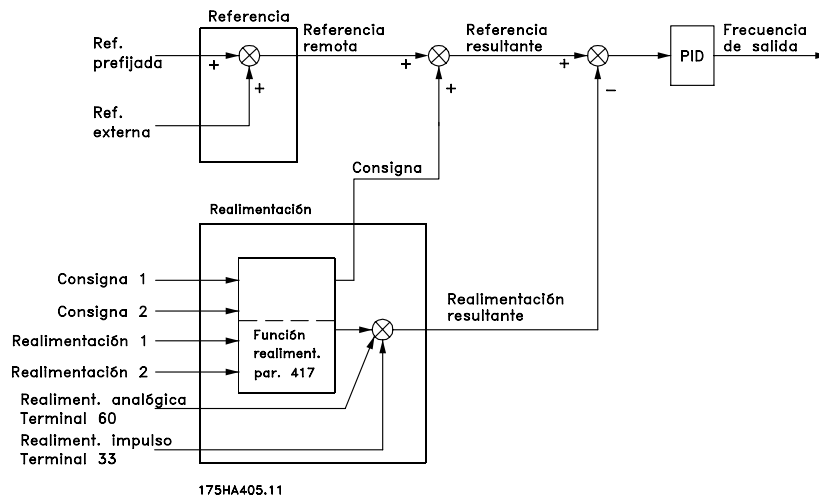 Referencia
Ref.
prefijada
Referencia
remota
Referencia
resultante
Frecuencia
de salida
PID
+
+
+
+
+
−
Ref.
externa
Consigna
Realimentación
Consigna 1
Consigna 2
Realimentación 1
Realimentación 2
Función
realiment.
par. 417
Realimentación
resultante
Realiment. analógica
Terminal 60
Realiment. impulso
Terminal 33
175HA405.11